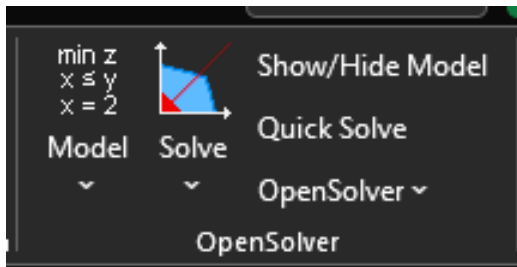 min z
x ≤ y
x = 2
Model
Solve
Show/Hide Model
Quick Solve
OpenSolver
OpenSolver